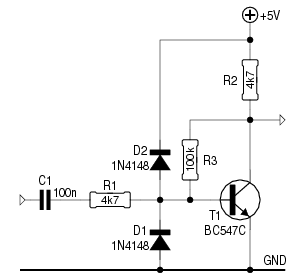 +5V
R2
4k7
D2
1N4148
100k
R3
C1
100n
R1
4k7
T1
BC547C
D1
1N4148
GND